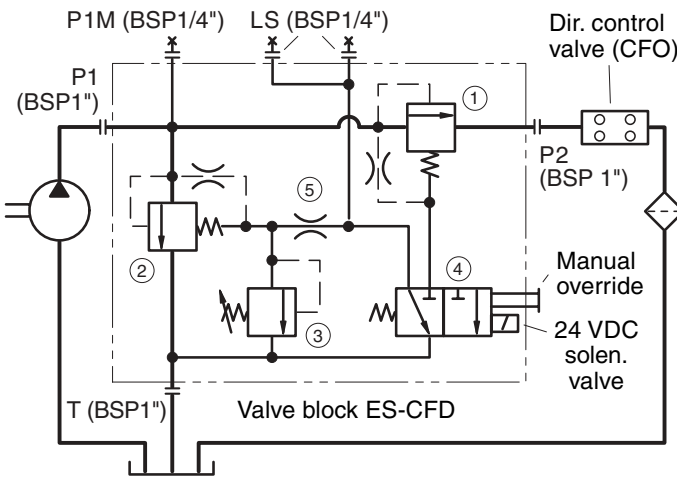 P1M (BSP1/4")
LS (BSP1/4")
Dir. control
valve (CFO)
P1
(BSP1")
1
P2
(BSP 1")
5
2
4
3
Manual
override
24 VDC
solen.
valve
T (BSP1")
Valve block ES-CFD